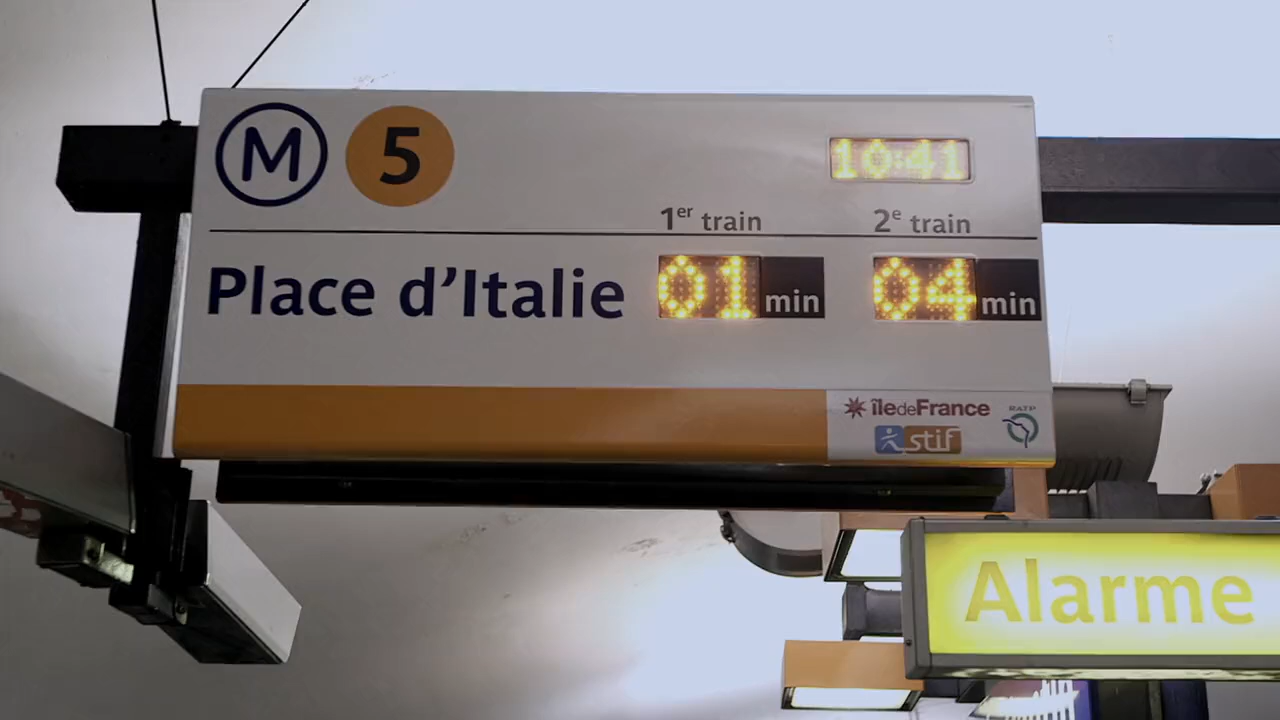 M 5
10:41
1er train 2e train
Place d'Italie 01 min 04 min
îledeFrance
RATP
stif
Alarme